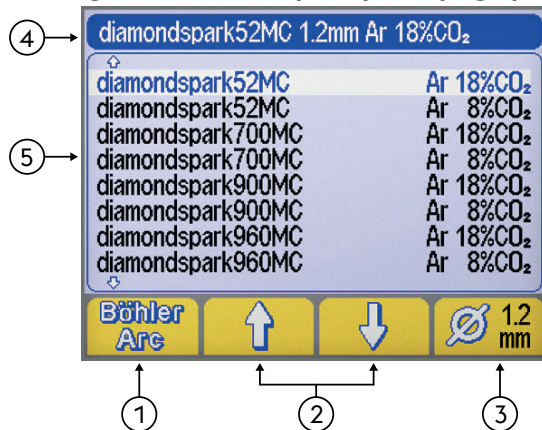 4
diamondspark52MC 1.2mm Ar 18%CO₂
5
diamondspark52MC Ar 18%CO₂
diamondspark52MC Ar 8%CO₂
diamondspark700MC Ar 18%CO₂
diamondspark700MC Ar 8%CO₂
diamondspark900MC Ar 18%CO₂
diamondspark900MC Ar 8%CO₂
diamondspark960MC Ar 18%CO₂
diamondspark960MC Ar 8%CO₂
Böhler
Arc
Ø 1.2
mm
1 2 3